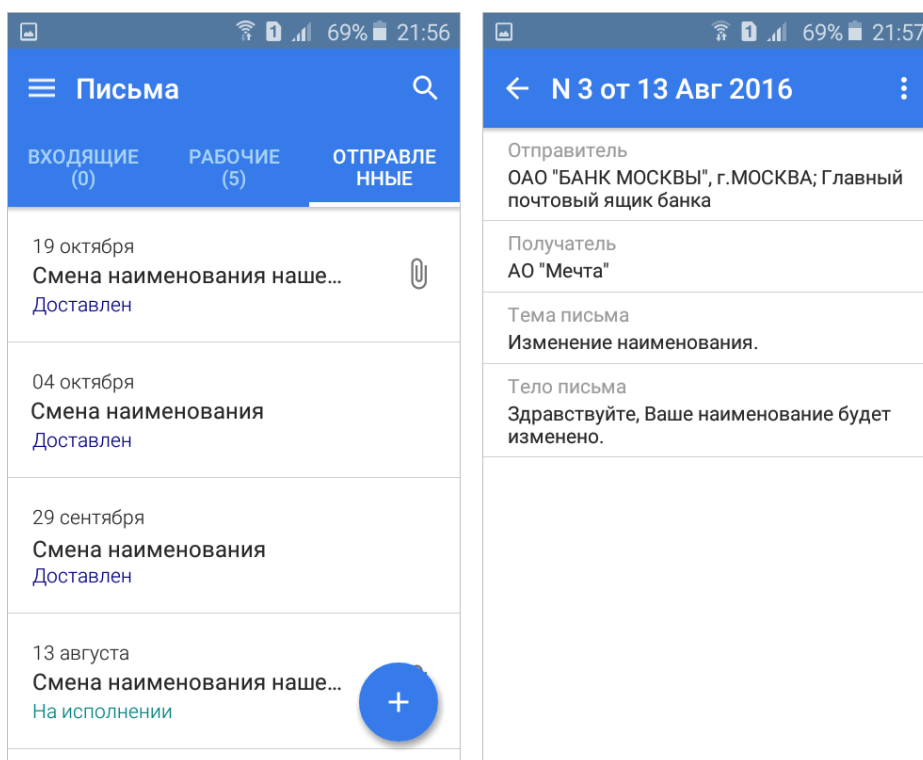 69% 21:56
Письма
ВХОДЯЩИЕ
(0)
РАБОЧИЕ
(5)
ОТПРАВЛЕ
ННЫЕ
19 октября
Смена наименования наше...
Доставлен
04 октября
Смена наименования
Доставлен
29 сентября
Смена наименования
Доставлен
13 августа
Смена наименования наше...
На исполнении
1 69% 21:57
N 3 от 13 Авг 2016
Отправитель
ОАО "БАНК МОСКВЫ", г.МОСКВА; Главный
почтовый ящик банка
Получатель
АО "Мечта"
Тема письма
Изменение наименования.
Тело письма
Здравствуйте, Ваше наименование будет
изменено.